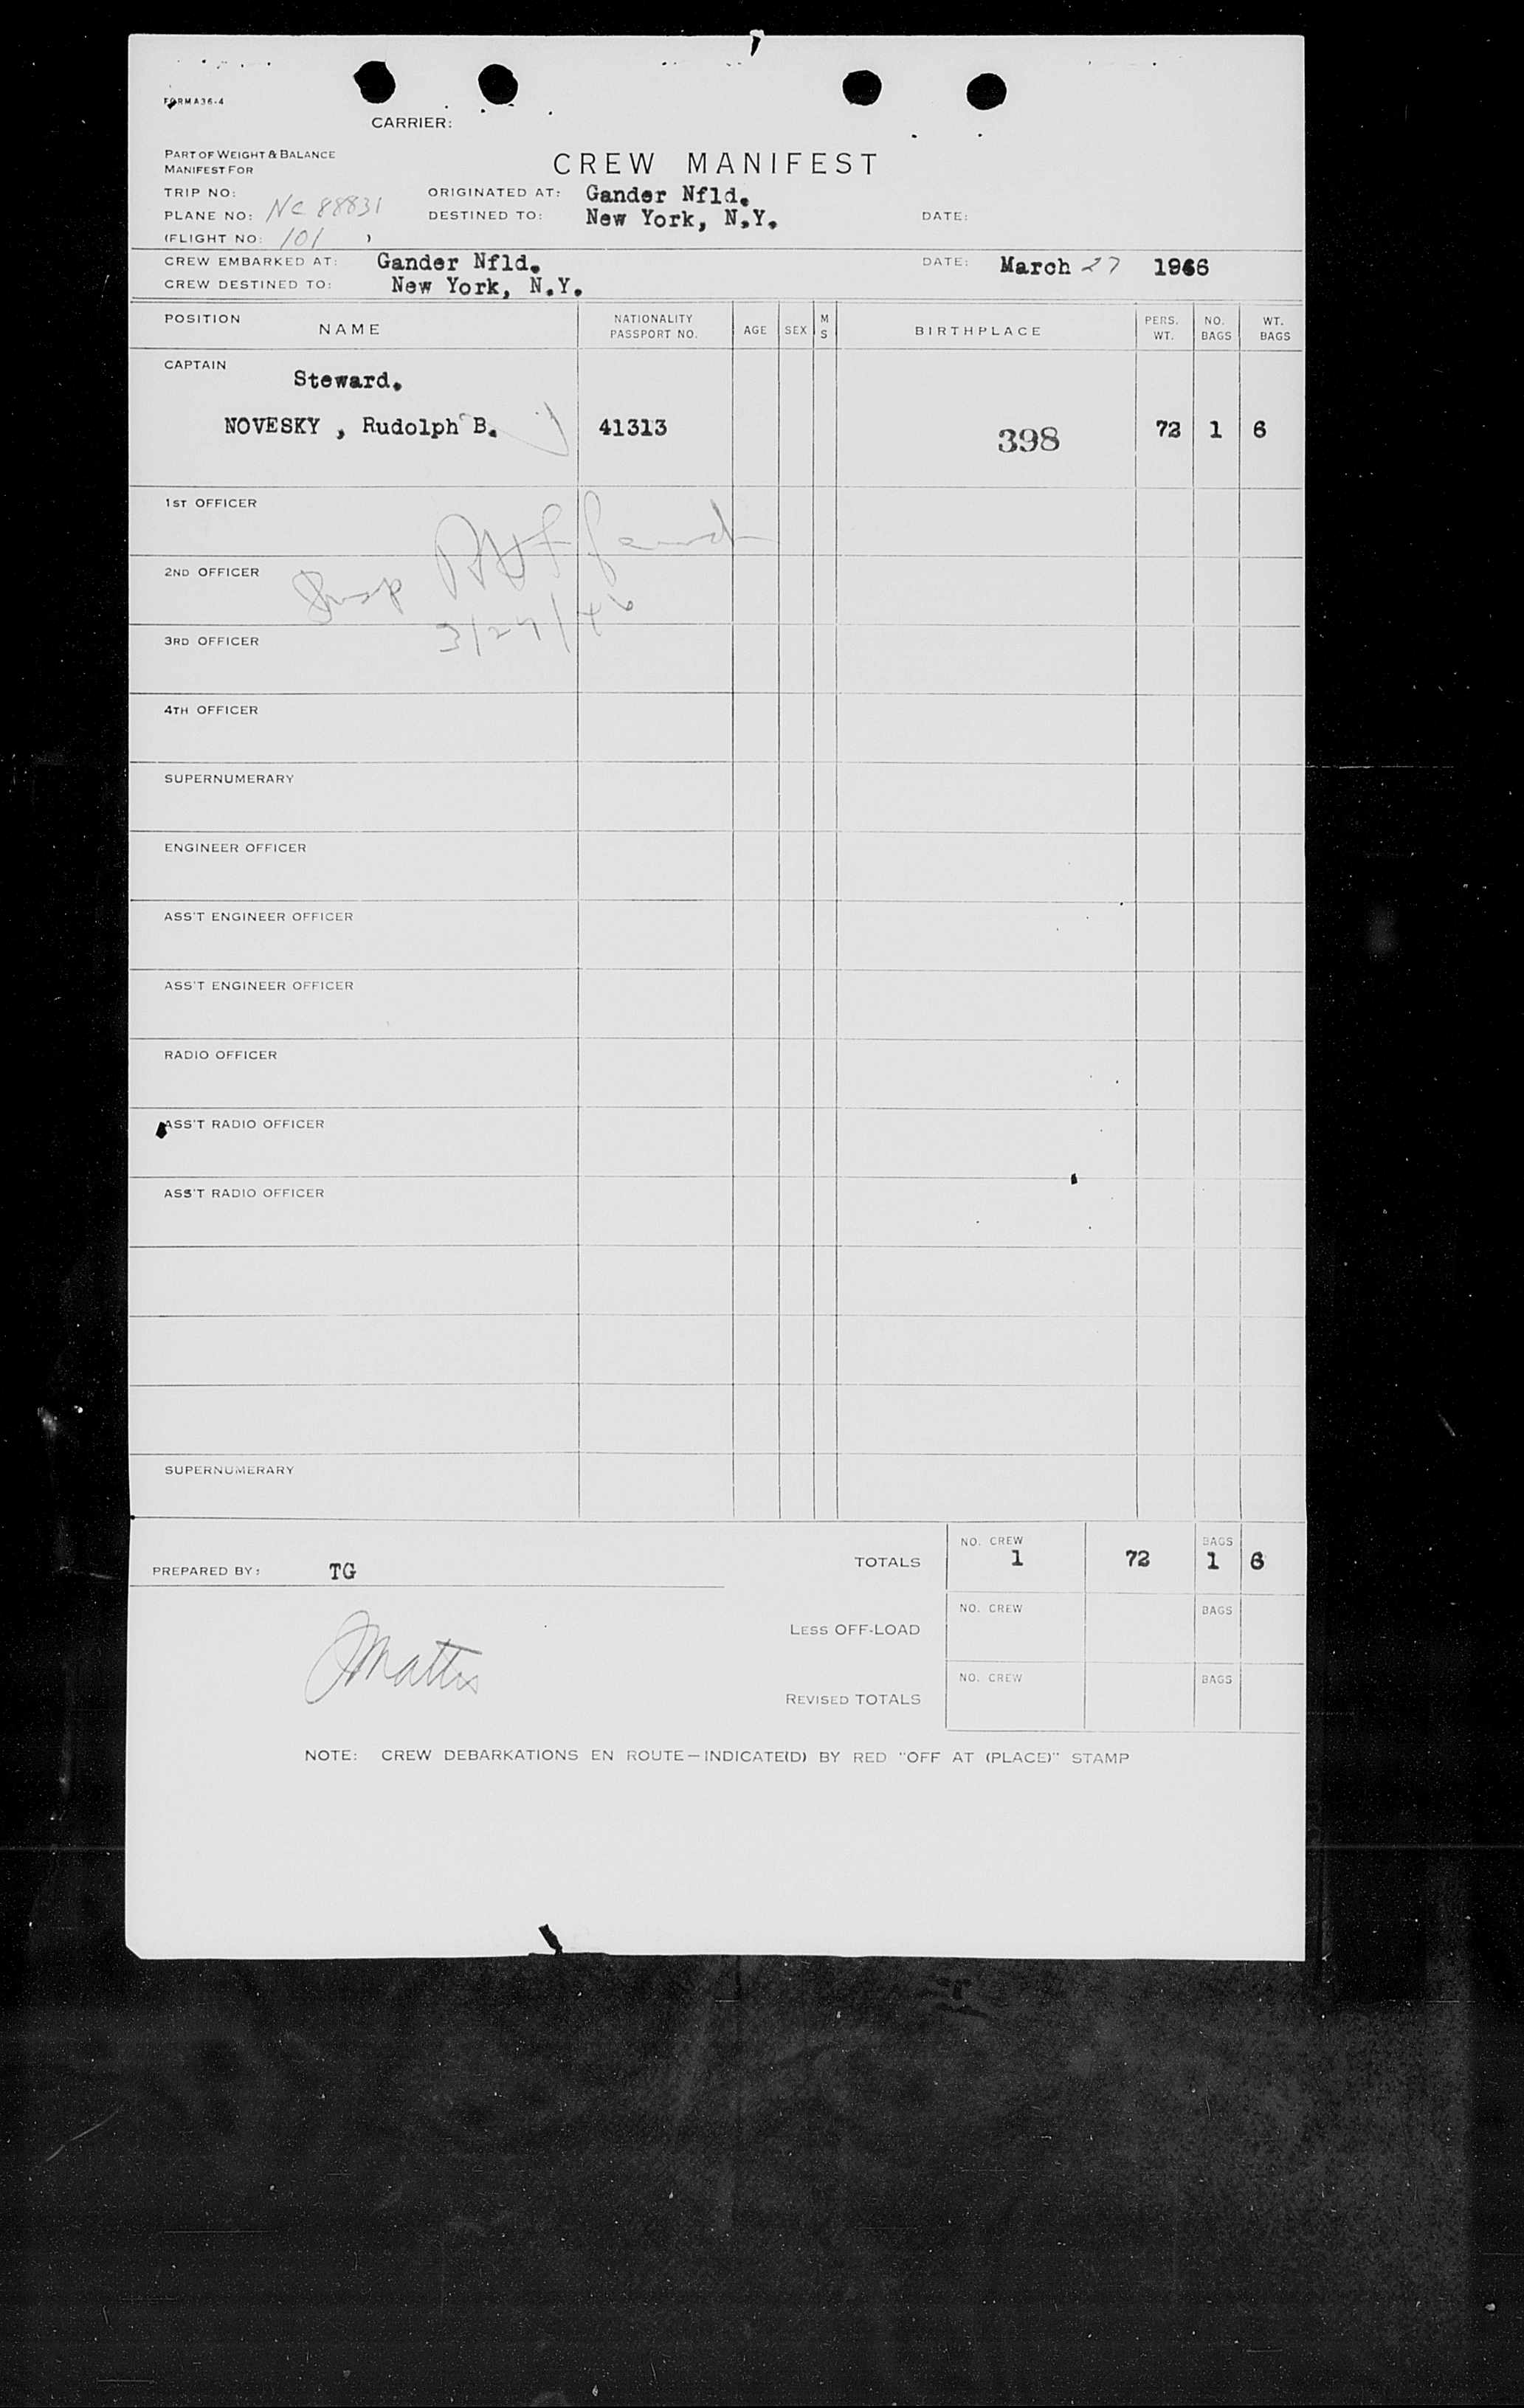 FORM A36-4
CARRIER:
PART OF WEIGHT & BALANCE
MANIFEST FOR
CREW MANIFEST
TRIP NO:
ORIGINATED AT: Gander Nfld.
PLANE NO: NC 88831
DESTINED TO: New York, N.Y.
DATE:
(FLIGHT NO: 101 )
CREW EMBARKED AT: Gander Nfld.
DATE: March 27 1946
CREW DESTINED TO: New York, N.Y.
POSITION NAME NATIONALITY PASSPORT NO. AGE SEX M S BIRTHPLACE PERS. WT. NO. BAGS WT. BAGS
CAPTAIN
Steward.
NOVESKY , Rudolph B. 41313 398 72 1 6
1ST OFFICER
2ND OFFICER
Insp
3/27/46
3RD OFFICER
4TH OFFICER
SUPERNUMERARY
ENGINEER OFFICER
ASS'T ENGINEER OFFICER
ASS'T ENGINEER OFFICER
RADIO OFFICER
ASS'T RADIO OFFICER
ASS'T RADIO OFFICER
SUPERNUMERARY
PREPARED BY: TG
TOTALS NO. CREW 1 72 BAGS 1 6
LESS OFF-LOAD NO. CREW BAGS
REVISED TOTALS NO. CREW BAGS
NOTE: CREW DEBARKATIONS EN ROUTE—INDICATE(D) BY RED "OFF AT (PLACE)" STAMP